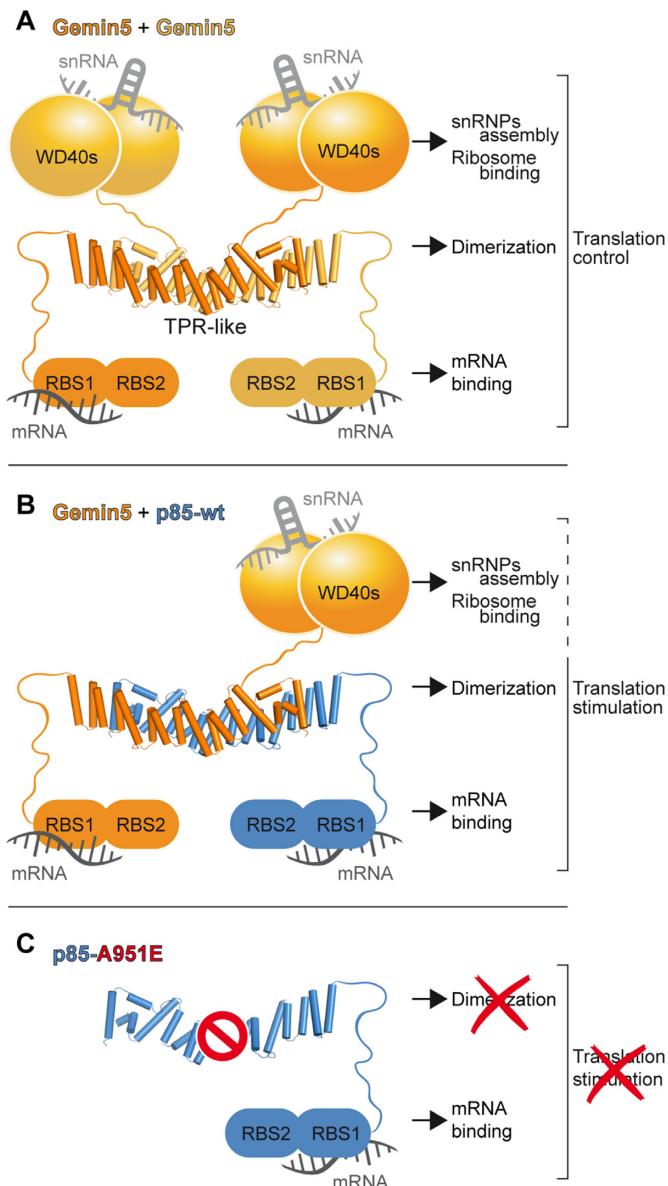 A
Gemin5 + Gemin5
snRNA
snRNA
WD40s
WD40s
snRNPs
assembly
Ribosome
binding
Dimerization
Translation
control
TPR-like
RBS1
RBS2
RBS2
RBS1
mRNA
binding
mRNA
mRNA
B
Gemin5 + p85-wt
snRNA
WD40s
snRNPs
assembly
Ribosome
binding
Dimerization
Translation
stimulation
RBS1
RBS2
RBS2
RBS1
mRNA
binding
mRNA
mRNA
C
p85-A951E
Dimerization
Translation
stimulation
RBS2
RBS1
mRNA
binding
mRNA